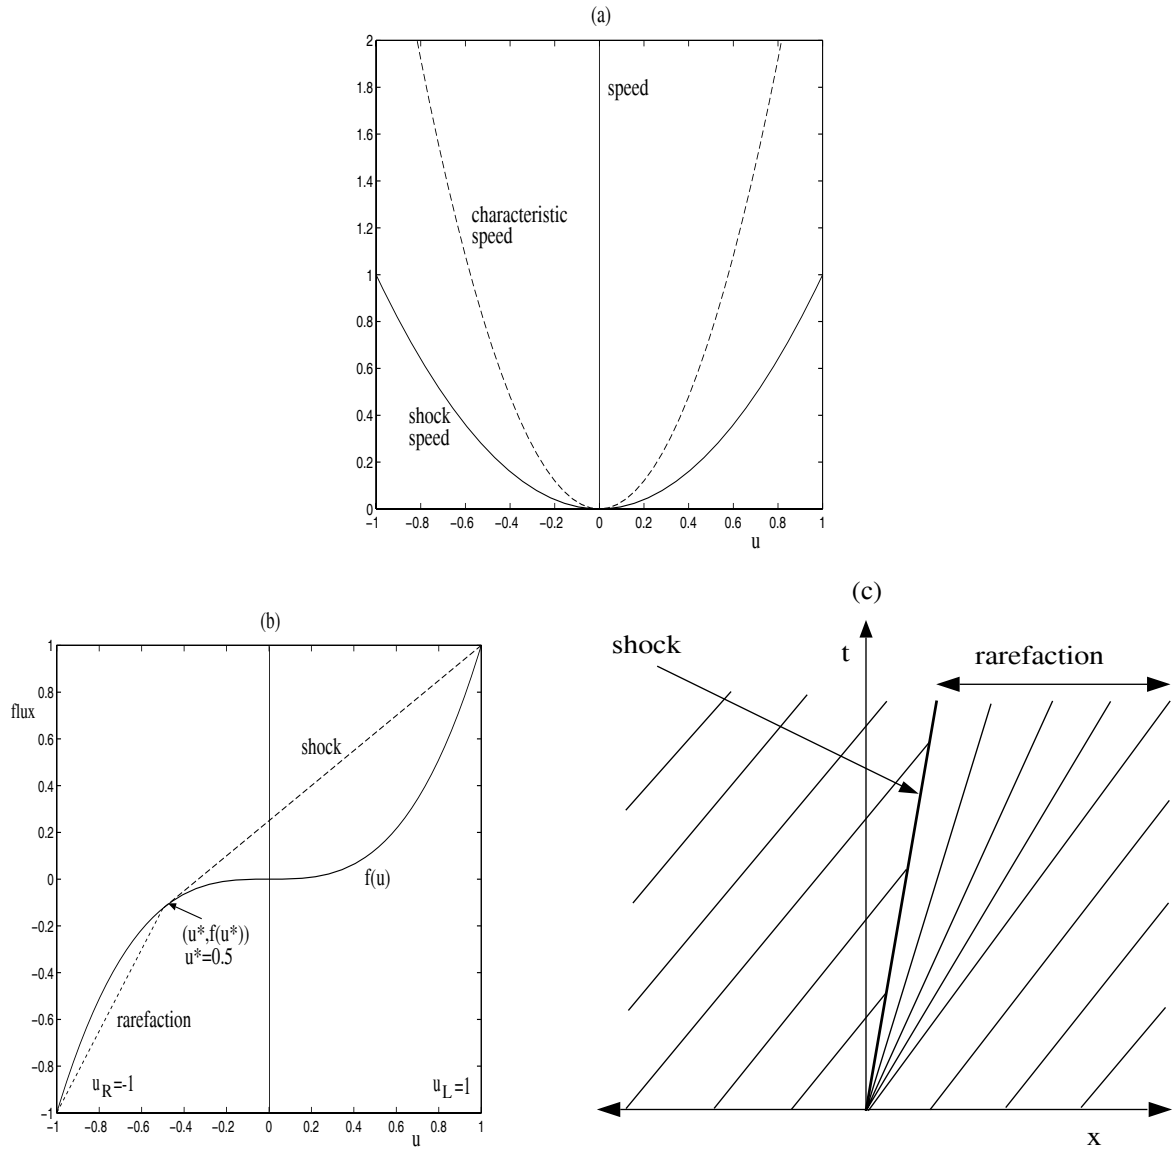 (a)
2
1.8
1.6
1.4
1.2
1
0.8
0.6
0.4
0.2
0
speed
characteristic
speed
shock
speed
−1 −0.8 −0.6 −0.4 −0.2 0 0.2 0.4 0.6 0.8 1
u
(b)
1
flux
0.8
0.6
0.4
0.2
0
−0.2
−0.4
−0.6
−0.8
−1
shock
f(u)
(u*,f(u*))
u*=0.5
rarefaction
u_R=-1
u_L=1
−1 −0.8 −0.6 −0.4 −0.2 0 0.2 0.4 0.6 0.8 1
u
(c)
shock
t
rarefaction
x